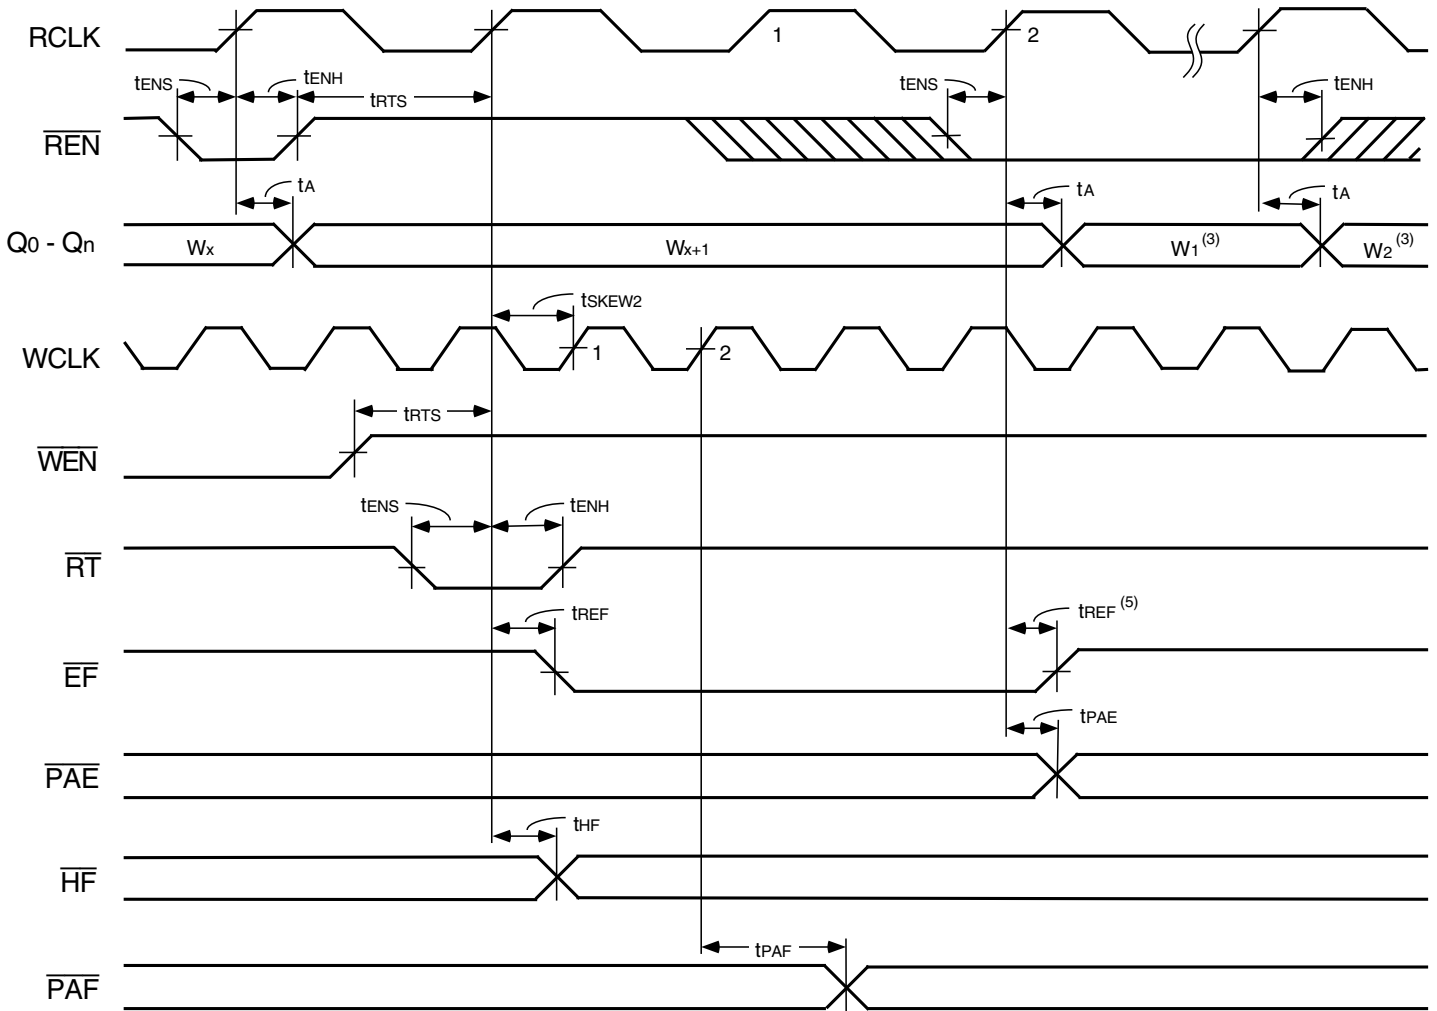 RCLK 1 2
tENS tENH tRTS tENS tENH
REN
tA tA tA
Q0 - Qn Wx Wx+1 W1 (3) W2 (3)
tSKEW2
WCLK 1 2
tRTS
WEN
tENS tENH
RT
tREF tREF (5)
EF
tPAE
PAE
tHF
HF
tPAF
PAF